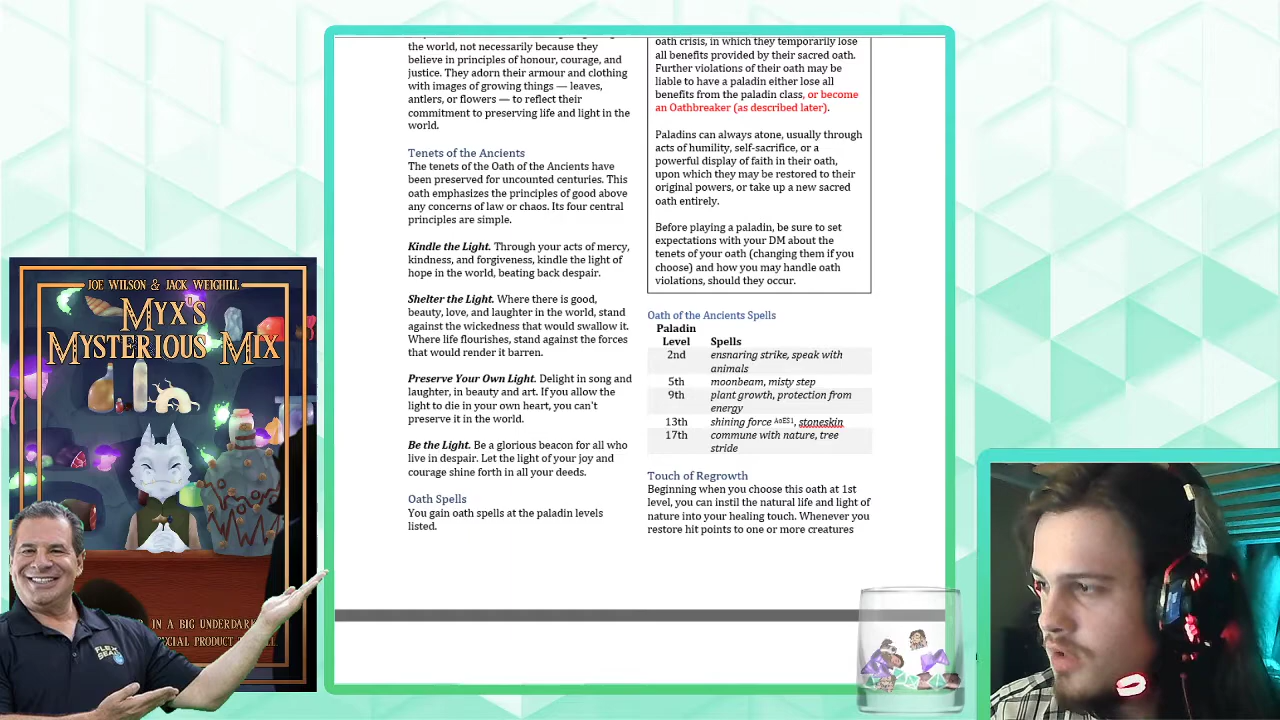 JOE WILSON & JACK WEIGHILL
MYX'S
MYSTERIOUS MIX
IN A BIG UNDERDARK
FLEX
SEAL
the world, not necessarily because they
believe in principles of honour, courage, and
justice. They adorn their armour and clothing
with images of growing things — leaves,
antlers, or flowers — to reflect their
commitment to preserving life and light in the
world.
Tenets of the Ancients
The tenets of the Oath of the Ancients have
been preserved for uncounted centuries. This
oath emphasizes the principles of good above
any concerns of law or chaos. Its four central
principles are simple.
Kindle the Light. Through your acts of mercy,
kindness, and forgiveness, kindle the light of
hope in the world, beating back despair.
Shelter the Light. Where there is good,
beauty, love, and laughter in the world, stand
against the wickedness that would swallow it.
Where life flourishes, stand against the forces
that would render it barren.
Preserve Your Own Light. Delight in song and
laughter, in beauty and art. If you allow the
light to die in your own heart, you can't
preserve it in the world.
Be the Light. Be a glorious beacon for all who
live in despair. Let the light of your joy and
courage shine forth in all your deeds.
Oath Spells
You gain oath spells at the paladin levels
listed.
oath crisis, in which they temporarily lose
all benefits provided by their sacred oath.
Further violations of their oath may be
liable to have a paladin either lose all
benefits from the paladin class, or become
an Oathbreaker (as described later).
Paladins can always atone, usually through
acts of humility, self-sacrifice, or a
powerful display of faith in their oath,
upon which they may be restored to their
original powers, or take up a new sacred
oath entirely.
Before playing a paladin, be sure to set
expectations with your DM about the
tenets of your oath (changing them if you
choose) and how you may handle oath
violations, should they occur.
Oath of the Ancients Spells
Paladin
Level Spells
2nd ensnaring strike, speak with
animals
5th moonbeam, misty step
9th plant growth, protection from
energy
13th shining force AoES1, stoneskin
17th commune with nature, tree
stride
Touch of Regrowth
Beginning when you choose this oath at 1st
level, you can instil the natural life and light of
nature into your healing touch. Whenever you
restore hit points to one or more creatures